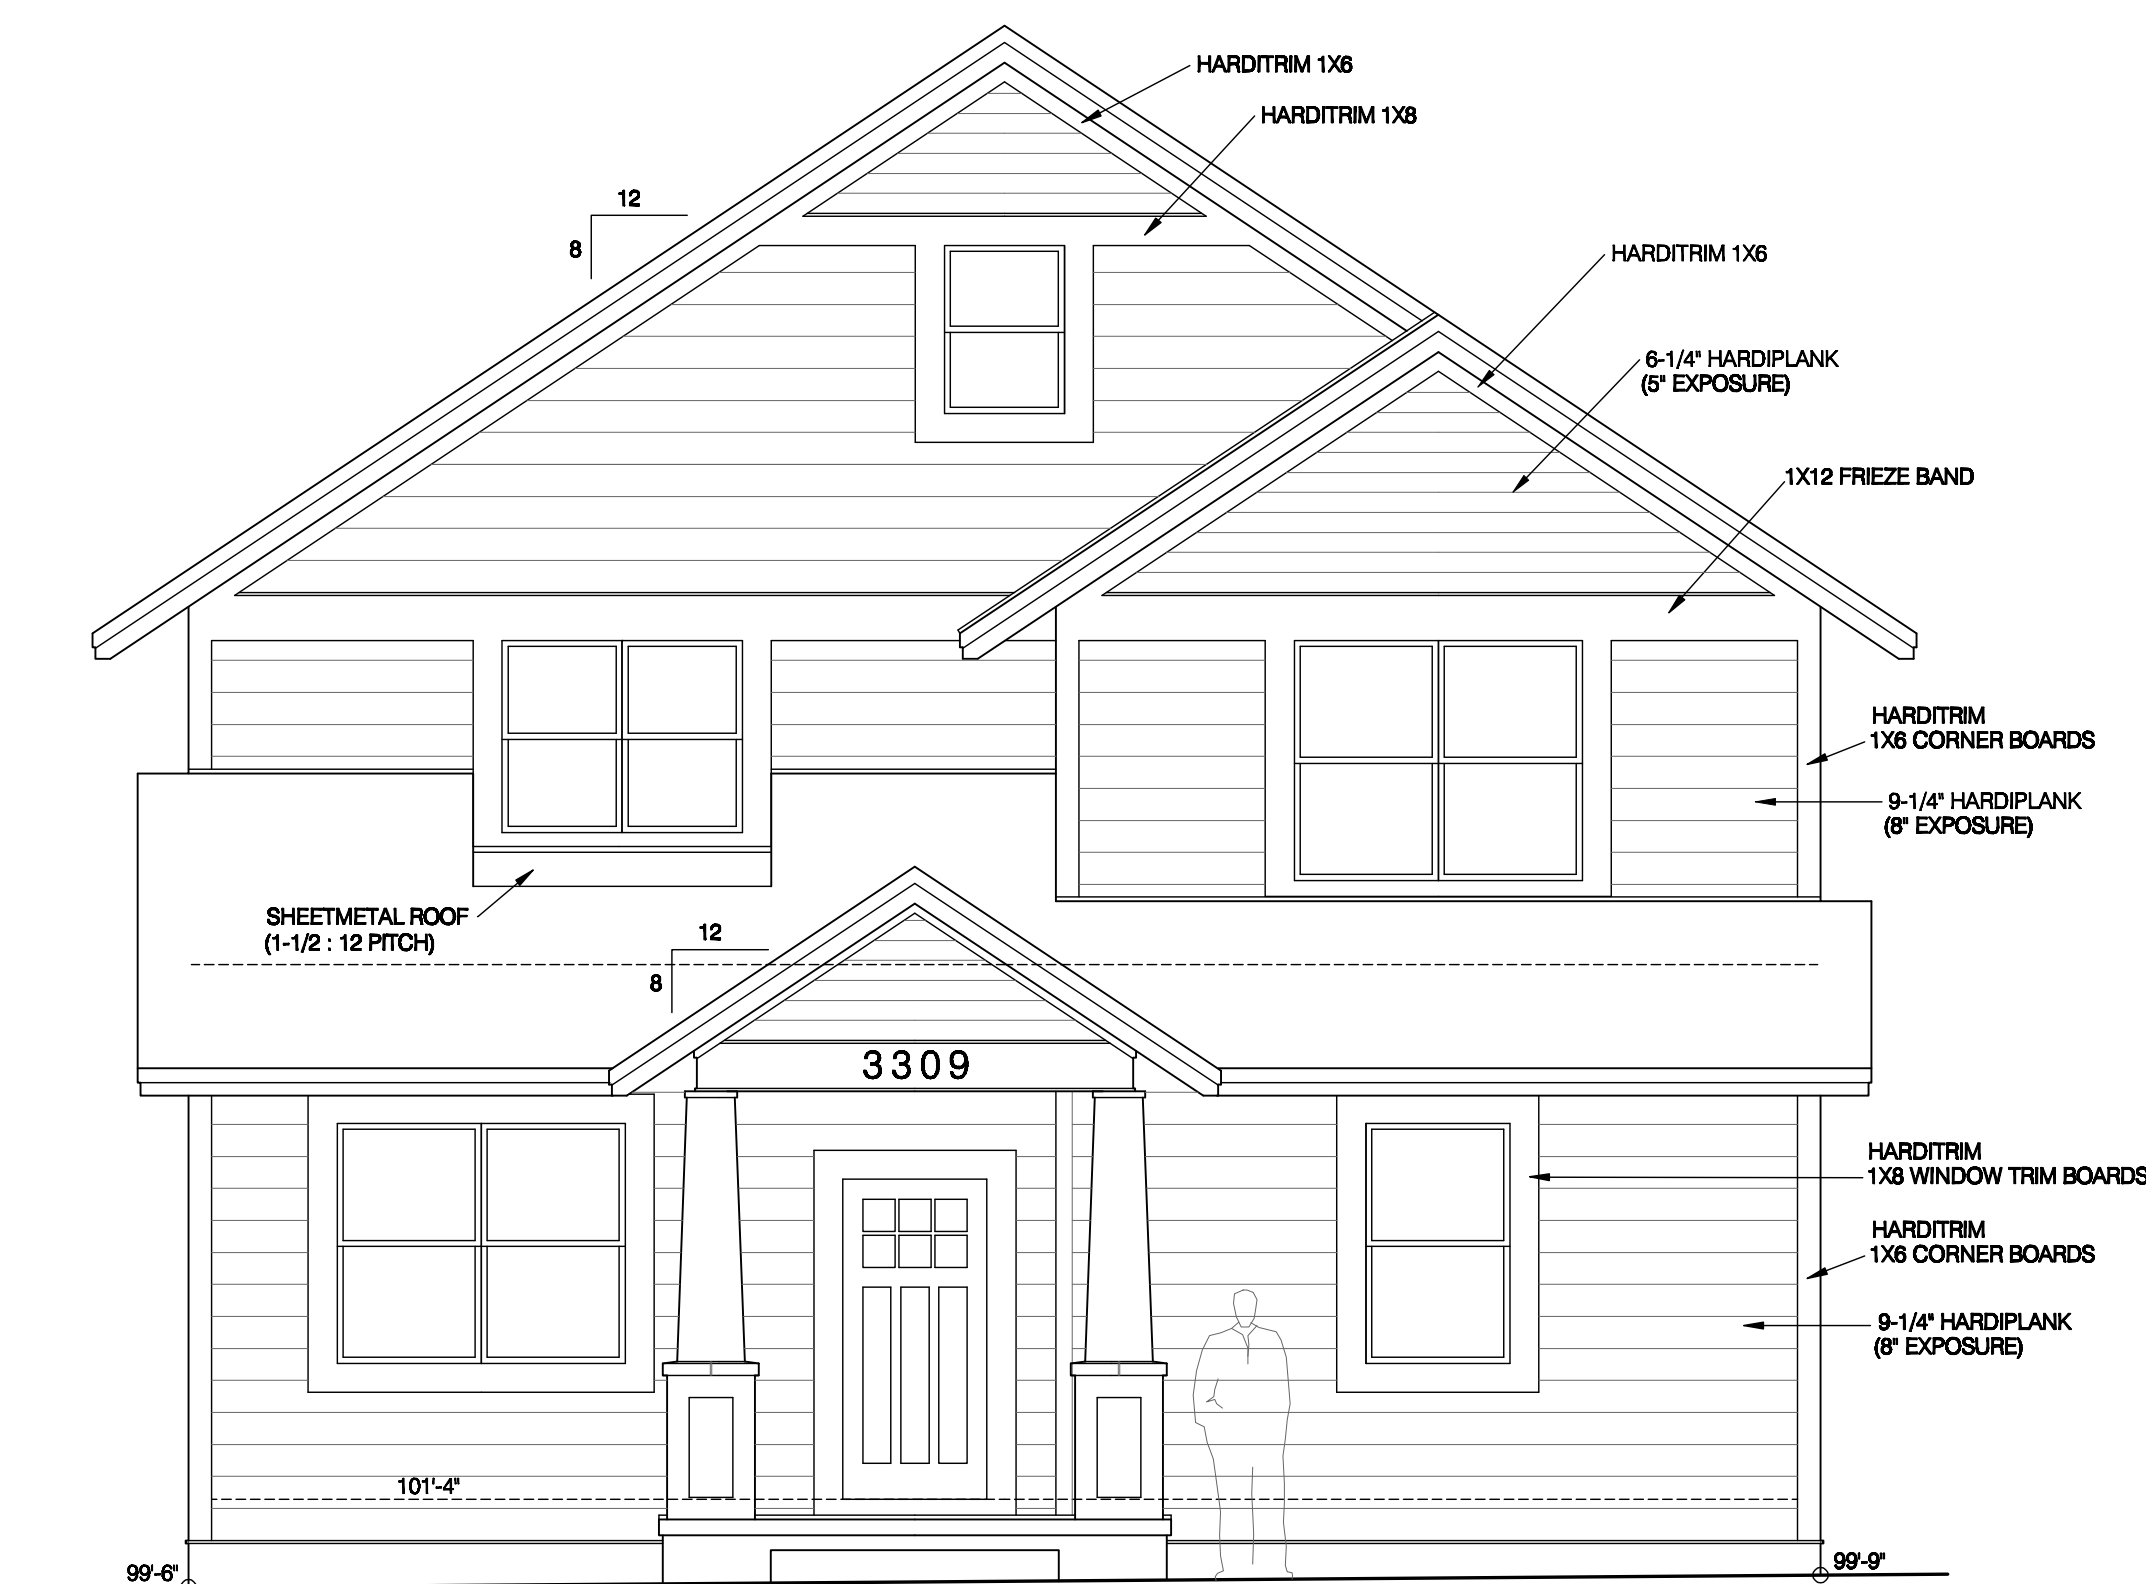 HARDITRIM 1X6
HARDITRIM 1X8
12
8
HARDITRIM 1X6
6-1/4" HARDIPLANK
(5" EXPOSURE)
1X12 FRIEZE BAND
HARDITRIM
1X6 CORNER BOARDS
9-1/4" HARDIPLANK
(8" EXPOSURE)
SHEETMETAL ROOF
(1-1/2 : 12 PITCH)
12
8
3309
HARDITRIM
1X8 WINDOW TRIM BOARDS
HARDITRIM
1X6 CORNER BOARDS
9-1/4" HARDIPLANK
(8" EXPOSURE)
101'-4"
99'-6"
99'-9"